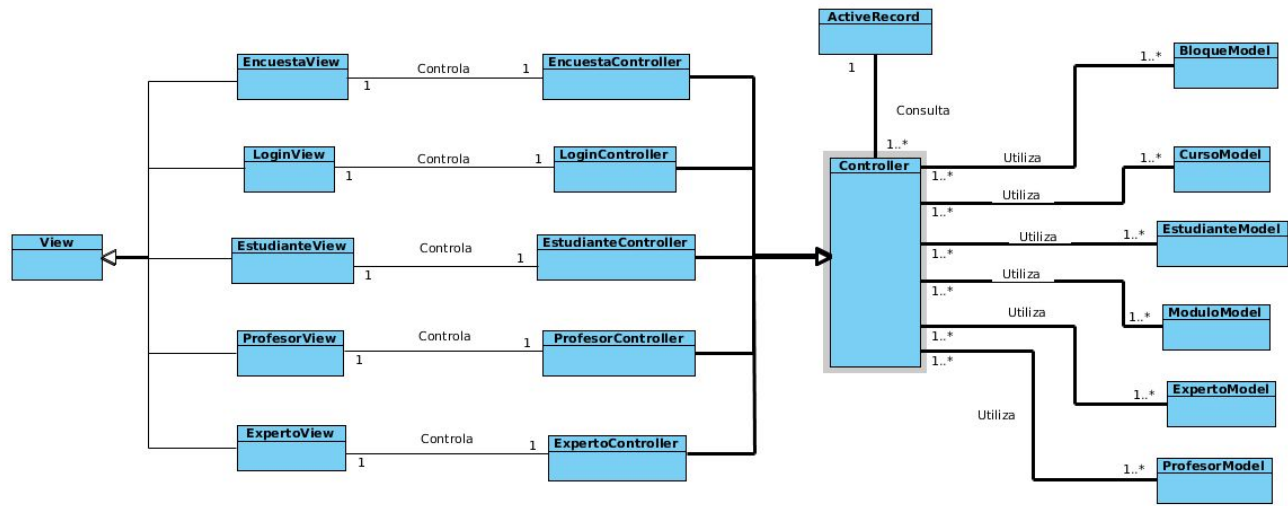 ActiveRecord
1
Consulta
1..*
EncuestaView
1
Controla
1
EncuestaController
BloqueModel
1..*
Utiliza
1..*
LoginView
1
Controla
1
LoginController
Controller
CursoModel
1..*
Utiliza
1..*
View
EstudianteView
1
Controla
1
EstudianteController
EstudianteModel
1..*
Utiliza
1..*
ModuloModel
1..*
Utiliza
1..*
ProfesorView
1
Controla
1
ProfesorController
ExpertoModel
1..*
Utiliza
1..*
ExpertoView
1
Controla
1
ExpertoController
ProfesorModel
1..*
Utiliza
1..*